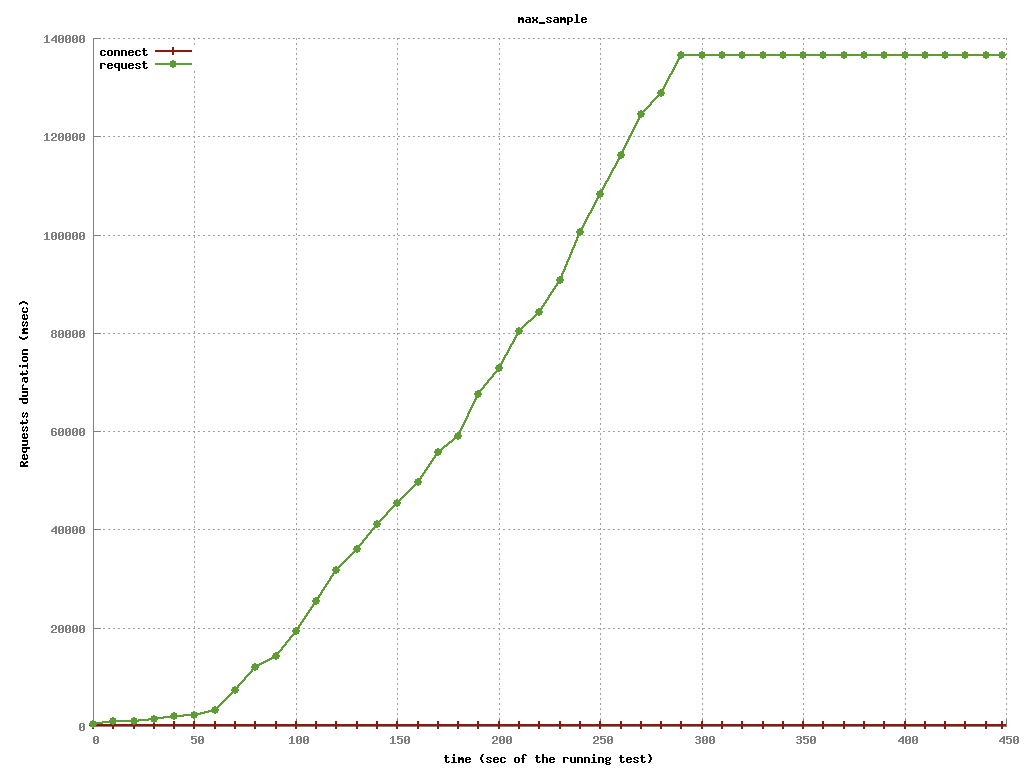 max_sample
connect
request
140000
120000
100000
80000
60000
40000
20000
0
Requests duration (msec)
0 50 100 150 200 250 300 350 400 450
time (sec of the running test)